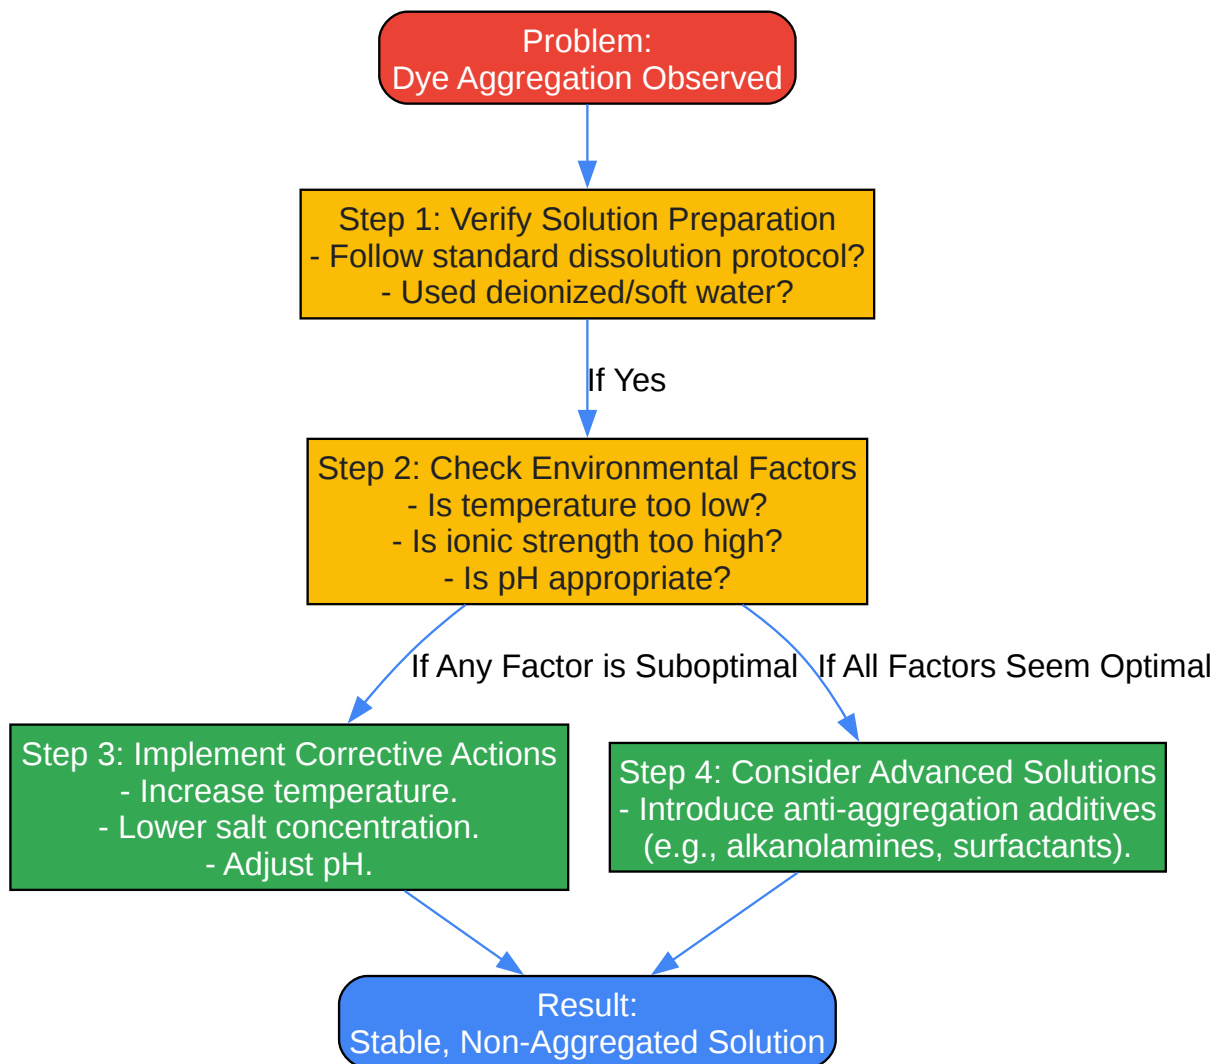 Problem:
Dye Aggregation Observed
Step 1: Verify Solution Preparation
- Follow standard dissolution protocol?
- Used deionized/soft water?
If Yes
Step 2: Check Environmental Factors
- Is temperature too low?
- Is ionic strength too high?
- Is pH appropriate?
If Any Factor is Suboptimal
If All Factors Seem Optimal
Step 3: Implement Corrective Actions
- Increase temperature.
- Lower salt concentration.
- Adjust pH.
Step 4: Consider Advanced Solutions
- Introduce anti-aggregation additives
(e.g., alkanolamines, surfactants).
Result:
Stable, Non-Aggregated Solution